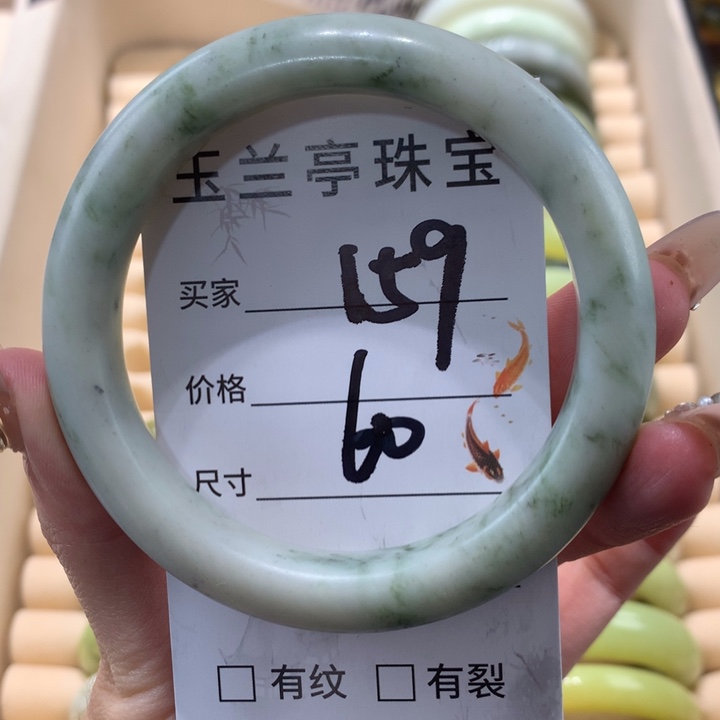 玉兰亭珠宝
买家 159
价格
60
尺寸
□ 有纹 □ 有裂